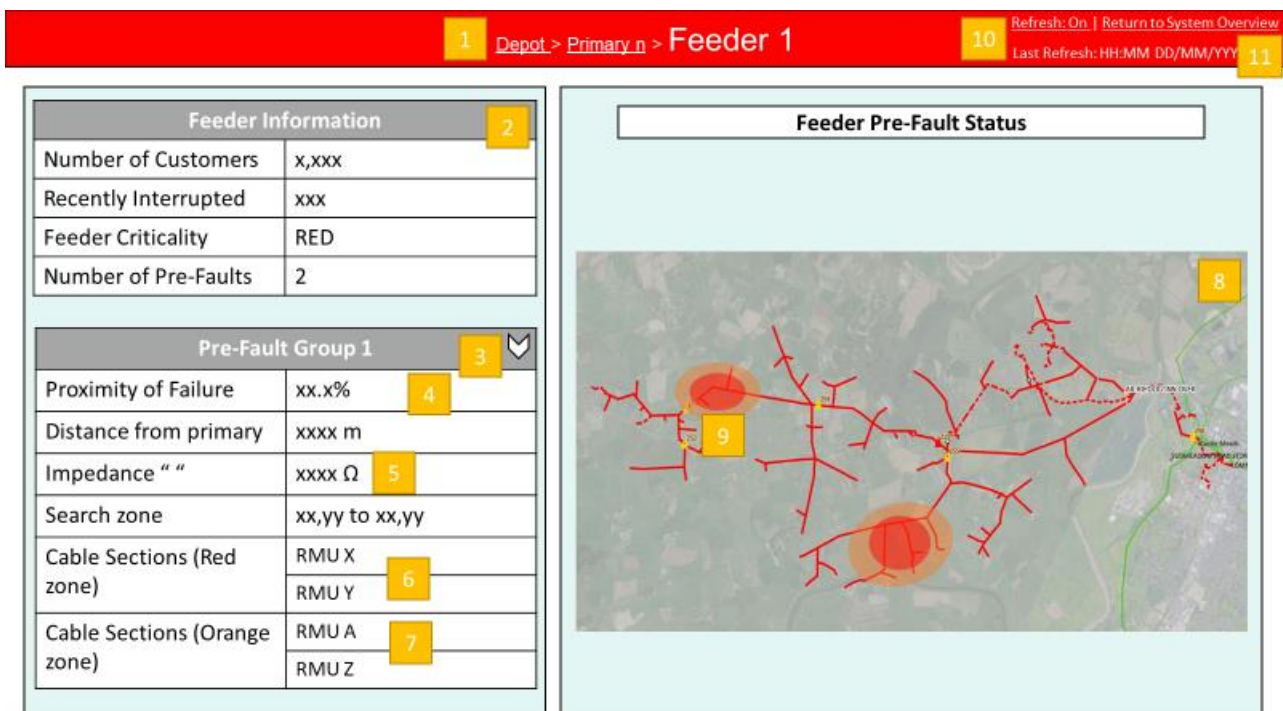 1 Depot > Primary n > Feeder 1
10 Refresh: On | Return to System Overview
Last Refresh: HH:MM DD/MM/YYY 11
Feeder Information 2
Number of Customers x,xxx
Recently Interrupted xxx
Feeder Criticality RED
Number of Pre-Faults 2
Pre-Fault Group 1 3
Proximity of Failure xx.x% 4
Distance from primary xxxx m
Impedance “ “ xxxx Ω 5
Search zone xx,yy to xx,yy
Cable Sections (Red
zone)
RMU X
RMU Y
6
Cable Sections (Orange
zone)
RMU A
RMU Z
7
Feeder Pre-Fault Status
8
9